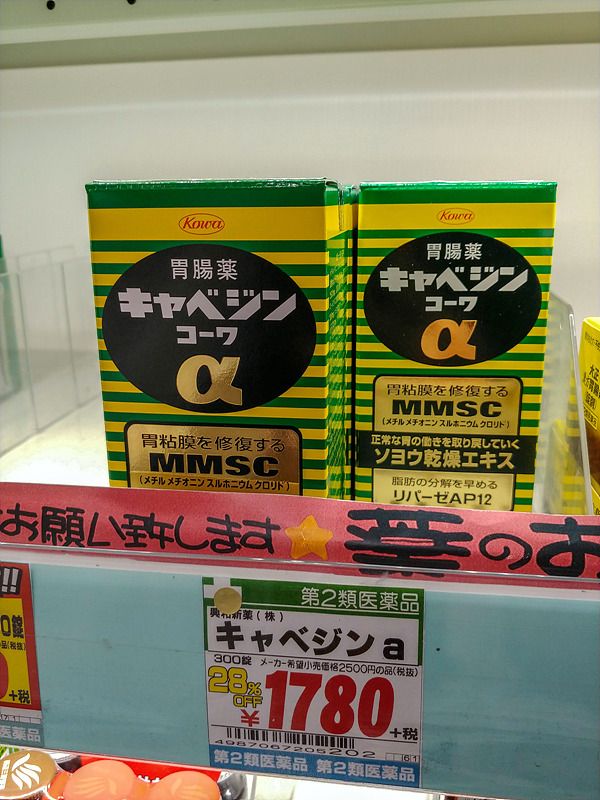 Kowa
胃腸薬
キャベジン
コーワ
α
胃粘膜を修復する
MMSC
(メチル メチオニン スルホニウム クロリド)
Kowa
胃腸薬
キャベジン
コーワ
α
胃粘膜を修復する
MMSC
(メチル メチオニン スルホニウム クロリド)
正常な胃の働きを取り戻していく
ソヨウ乾燥エキス
脂肪の分解を早める
リパーゼAP12
お願い致します★薬のお
第2類医薬品
興和新薬(株)
キャベジンa
300錠 メーカー希望小売価格2500円の品(税抜)
28%
OFF
¥1780+税
4987067205202
第2類医薬品 第2類医薬品
!!
0錠
+税